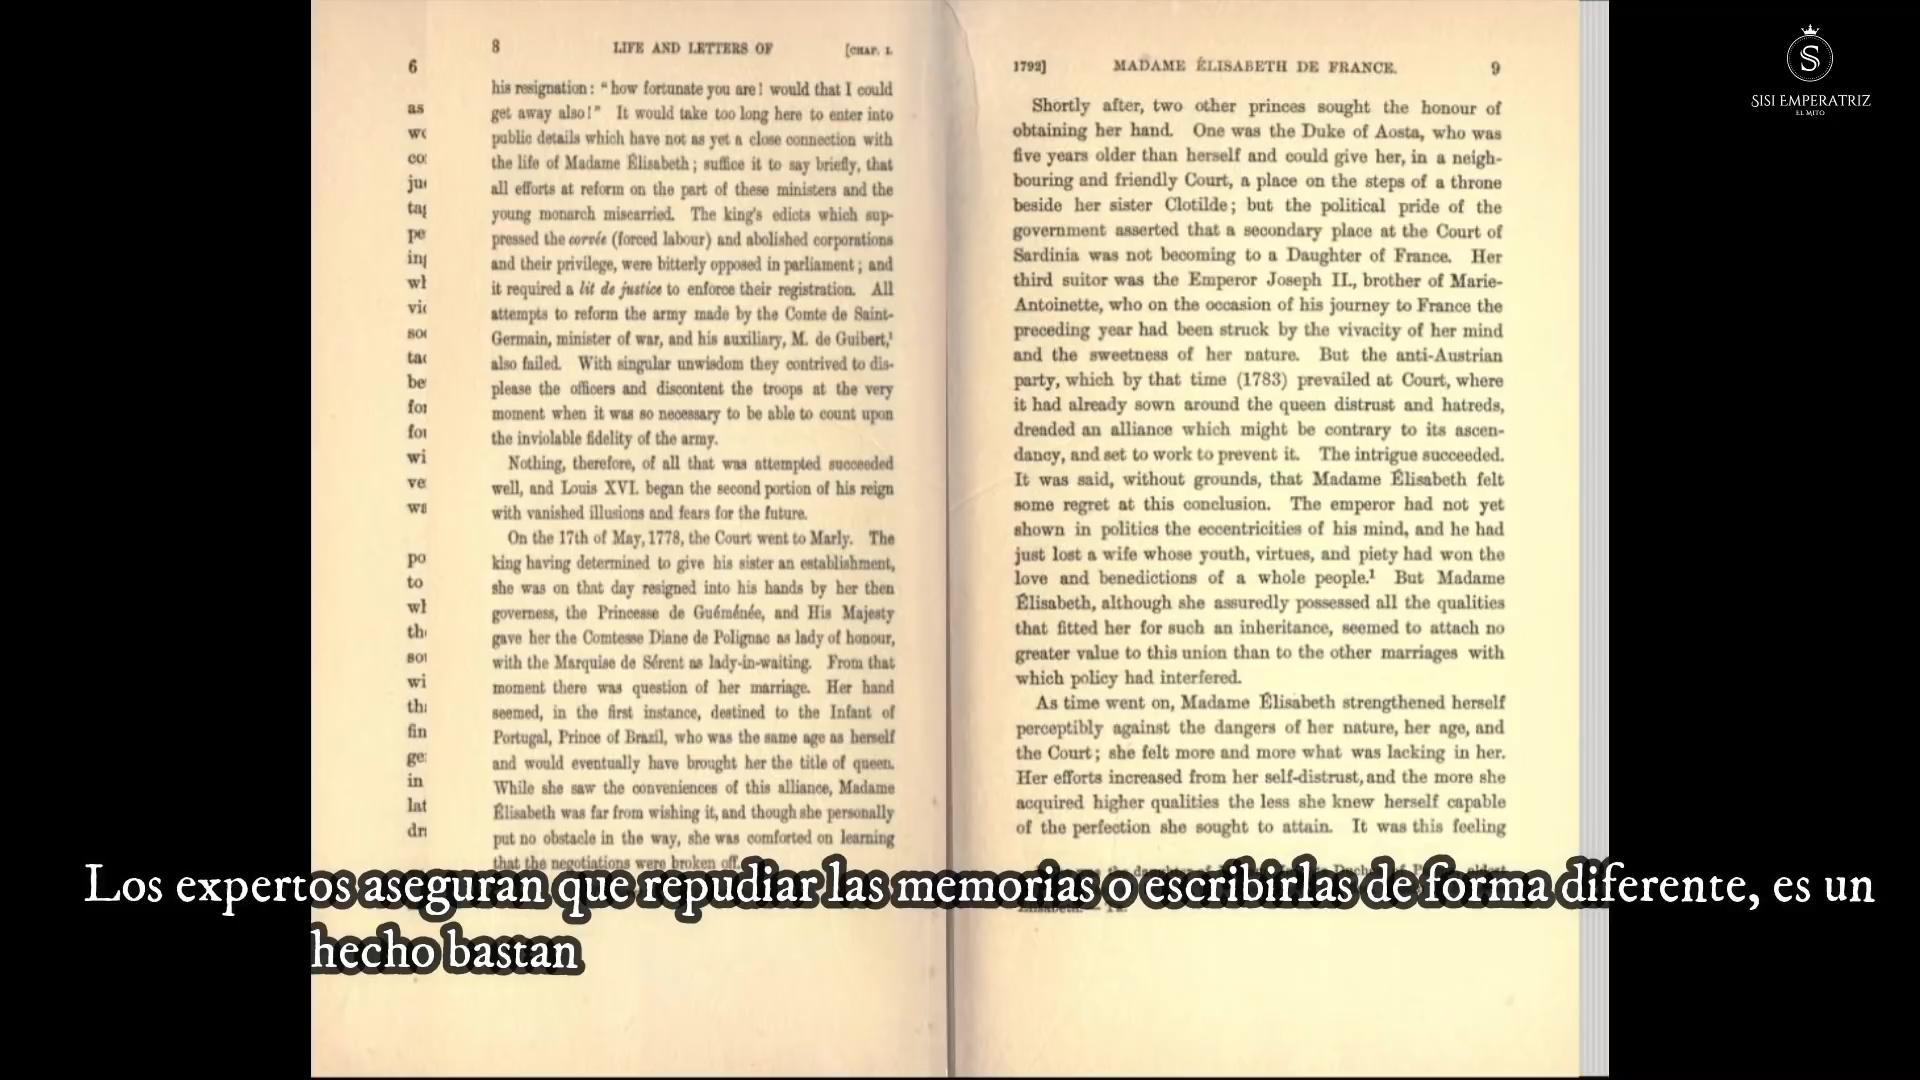 6
as
co
pe
wi
po
to
wi
fin
in
lat
8 LIFE AND LETTERS OF [CHAP. I.
his resignation: "how fortunate you are! would that I could
get away also!" It would take too long here to enter into
public details which have not as yet a close connection with
the life of Madame Élisabeth; suffice it to say briefly, that
all efforts at reform on the part of these ministers and the
young monarch miscarried. The king's edicts which sup-
pressed the corvée (forced labour) and abolished corporations
and their privilege, were bitterly opposed in parliament; and
it required a lit de justice to enforce their registration. All
attempts to reform the army made by the Comte de Saint-
Germain, minister of war, and his auxiliary, M. de Guibert,¹
also failed. With singular unwisdom they contrived to dis-
please the officers and discontent the troops at the very
moment when it was so necessary to be able to count upon
the inviolable fidelity of the army.
Nothing, therefore, of all that was attempted succeeded
well, and Louis XVI. began the second portion of his reign
with vanished illusions and fears for the future.
On the 17th of May, 1778, the Court went to Marly. The
king having determined to give his sister an establishment,
she was on that day resigned into his hands by her then
governess, the Princesse de Guéménée, and His Majesty
gave her the Comtesse Diane de Polignac as lady of honour,
with the Marquise de Sérent as lady-in-waiting. From that
moment there was question of her marriage. Her hand
seemed, in the first instance, destined to the Infant of
Portugal, Prince of Brazil, who was the same age as herself
and would eventually have brought her the title of queen.
While she saw the conveniences of this alliance, Madame
Élisabeth was far from wishing it, and though she personally
put no obstacle in the way, she was comforted on learning
that the negotiations were broken off.
1792] MADAME ÉLISABETH DE FRANCE. 9
Shortly after, two other princes sought the honour of
obtaining her hand. One was the Duke of Aosta, who was
five years older than herself and could give her, in a neigh-
bouring and friendly Court, a place on the steps of a throne
beside her sister Clotilde; but the political pride of the
government asserted that a secondary place at the Court of
Sardinia was not becoming to a Daughter of France. Her
third suitor was the Emperor Joseph II., brother of Marie-
Antoinette, who on the occasion of his journey to France the
preceding year had been struck by the vivacity of her mind
and the sweetness of her nature. But the anti-Austrian
party, which by that time (1783) prevailed at Court, where
it had already sown around the queen distrust and hatreds,
dreaded an alliance which might be contrary to its ascen-
dancy, and set to work to prevent it. The intrigue succeeded.
It was said, without grounds, that Madame Élisabeth felt
some regret at this conclusion. The emperor had not yet
shown in politics the eccentricities of his mind, and he had
just lost a wife whose youth, virtues, and piety had won the
love and benedictions of a whole people.¹ But Madame
Élisabeth, although she assuredly possessed all the qualities
that fitted her for such an inheritance, seemed to attach no
greater value to this union than to the other marriages with
which policy had interfered.
As time went on, Madame Élisabeth strengthened herself
perceptibly against the dangers of her nature, her age, and
the Court; she felt more and more what was lacking in her.
Her efforts increased from her self-distrust, and the more she
acquired higher qualities the less she knew herself capable
of the perfection she sought to attain. It was this feeling
Los expertos aseguran que repudiar las memorias o escribirlas de forma diferente, es un
hecho bastan
S
SISI EMPERATRIZ
EL MITO